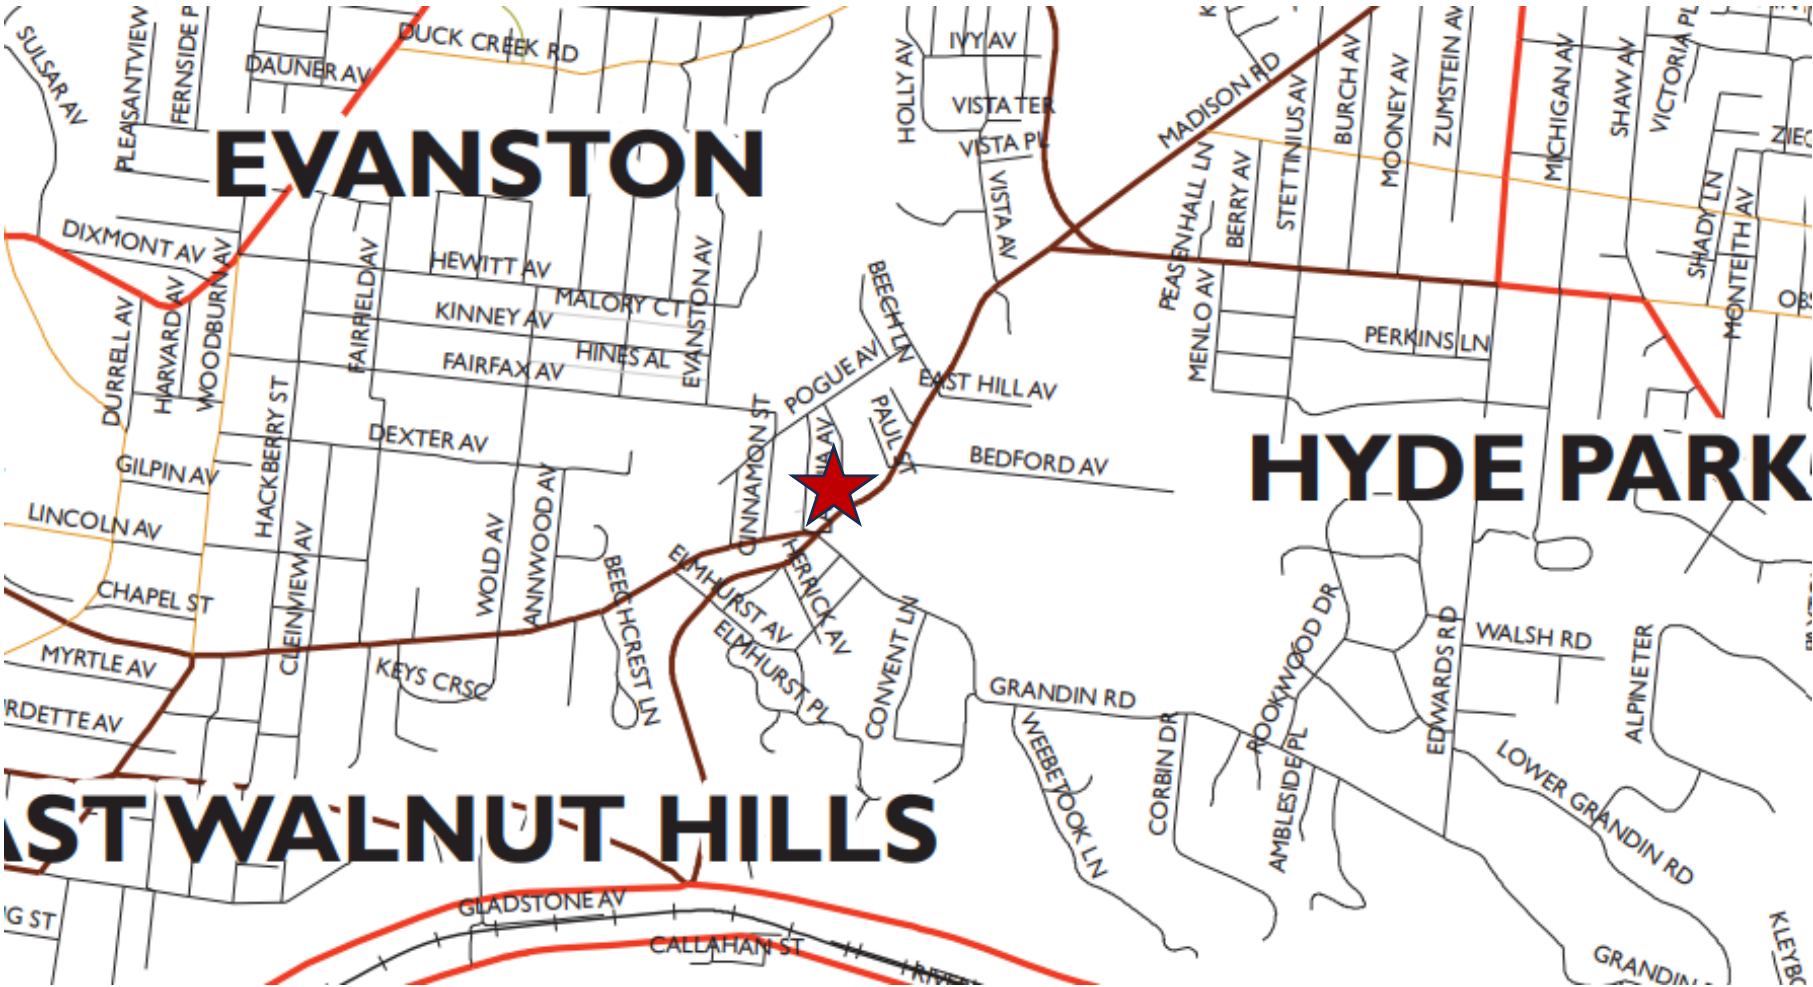 SULSAR AV
PLEASANTVIEW
FERNSIDE P
DAUNER AV
DUCK CREEK RD
HOLLY AV
IVY AV
VISTA TER
VISTA PL
VISTA AV
MADISON RD
PEASENHALL LN
BERRY AV
STETTINIUS AV
BURCH AV
MOONEY AV
ZUMSTEIN AV
MICHIGAN AV
SHAW AV
VICTORIA PL
SHADY LN
MONTEITH AV
ZIEG
OBS
EVANSTON
DIXMONT AV
DURRELL AV
HARVARD AV
WOODBURN AV
FAIRFIELD AV
HEWITT AV
MALORY CT
KINNEY AV
HINES AL
FAIRFAX AV
EVANSTON AV
BEECH LN
POGUE AV
PAUL ST
EAST HILL AV
MENLO AV
PERKINS LN
HACKBERRY ST
DEXTER AV
CINNAMON ST
BEDFORD AV
HYDE PARK
GILPIN AV
LINCOLN AV
CHAPEL ST
CLEINVIEW AV
WOLD AV
ANNWOOD AV
BEECHCREST LN
ELMHURST AV
HERRICK AV
ELMHURST PL
CONVENT LN
MYRTLE AV
RDETTE AV
KEYS CRSC
GRANDIN RD
WEEBETOOK LN
CORBIN DR
ROOKWOOD DR
AMBLESIDE PL
EDWARDS RD
WALSH RD
ALPINE TER
LOWER GRANDIN RD
AST WALNUT HILLS
G ST
GLADSTONE AV
CALLAHAN ST
RIVER
GRANDIN
KLEYB